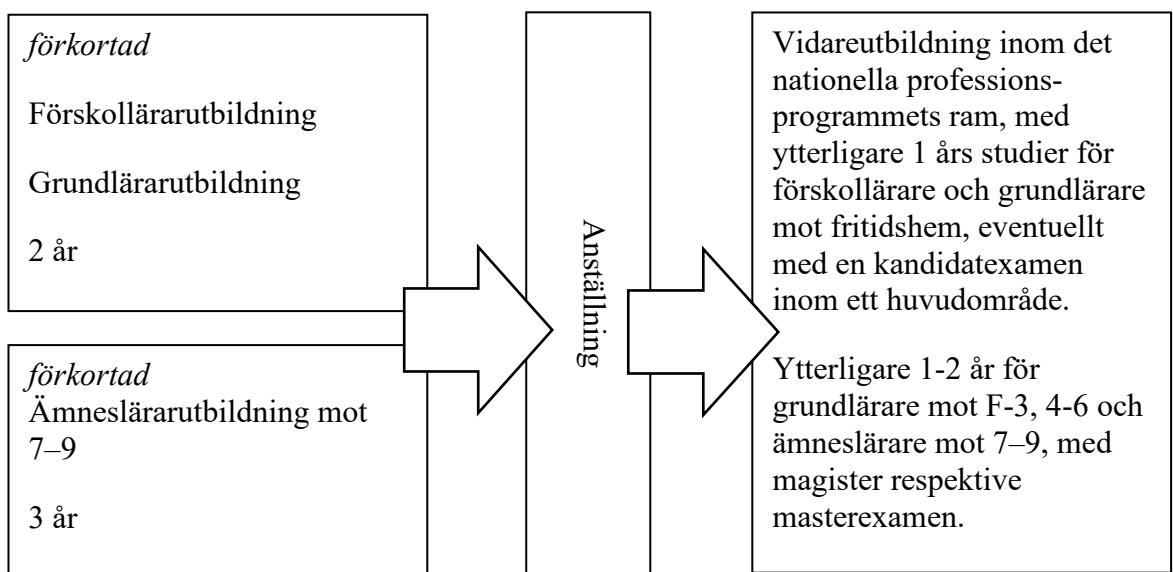 förkortad
Förskollärarutbildning
Grundlärarutbildning
2 år
förkortad
Ämneslärarutbildning mot
7–9
3 år
Anställning
Vidareutbildning inom det
nationella professions-
programmets ram, med
ytterligare 1 års studier för
förskollärare och grundlärare
mot fritidshem, eventuellt
med en kandidatexamen
inom ett huvudområde.
Ytterligare 1-2 år för
grundlärare mot F-3, 4-6 och
ämneslärare mot 7–9, med
magister respektive
masterexamen.